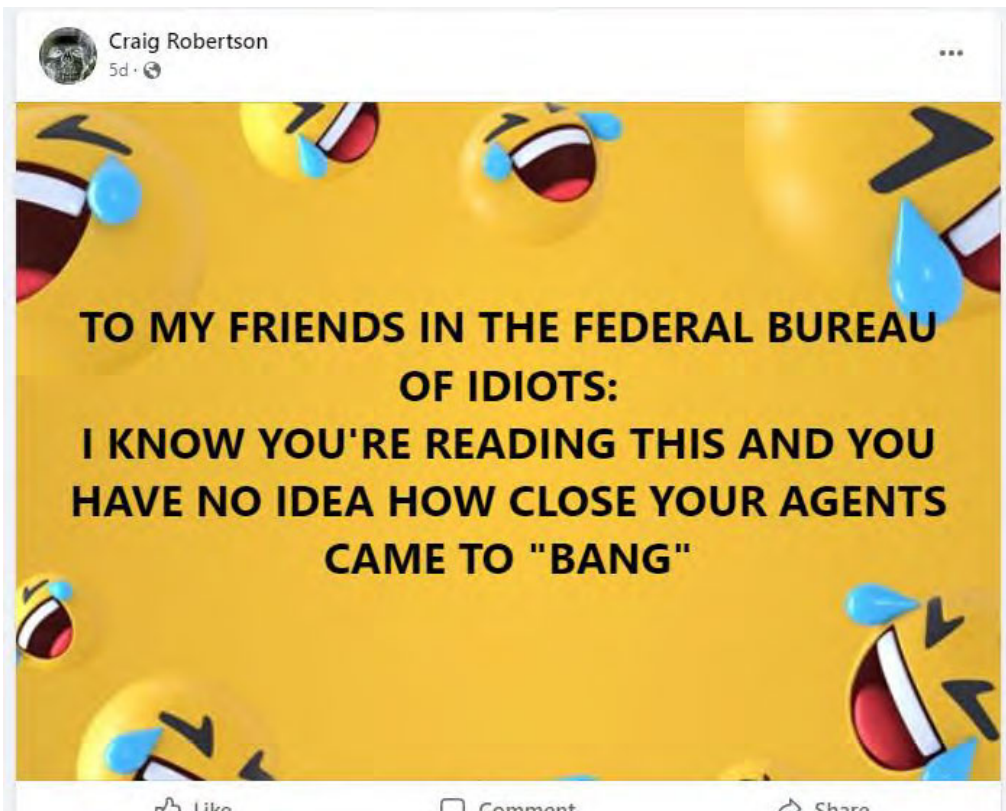 Craig Robertson
5d ·
TO MY FRIENDS IN THE FEDERAL BUREAU
OF IDIOTS:
I KNOW YOU'RE READING THIS AND YOU
HAVE NO IDEA HOW CLOSE YOUR AGENTS
CAME TO "BANG"
Like Comment Share